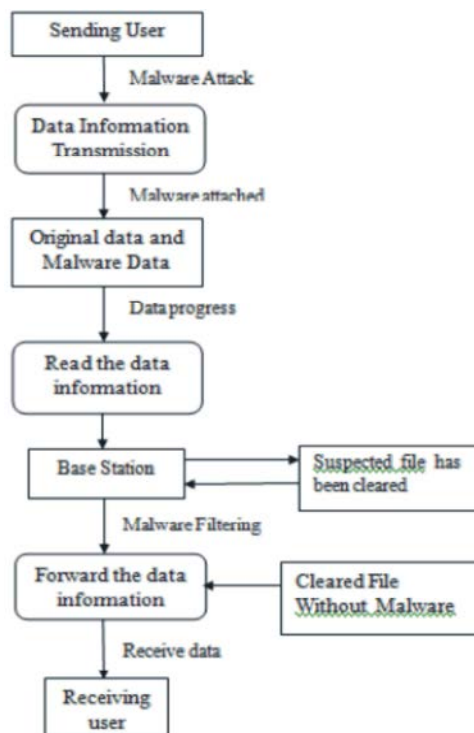 Sending User
Malware Attack
Data Information
Transmission
Malware attached
Original data and
Malware Data
Data progress
Read the data
information
Base Station
Suspected file has
been cleared
Malware Filtering
Forward the data
information
Cleared File
Without Malware
Receive data
Receiving
user